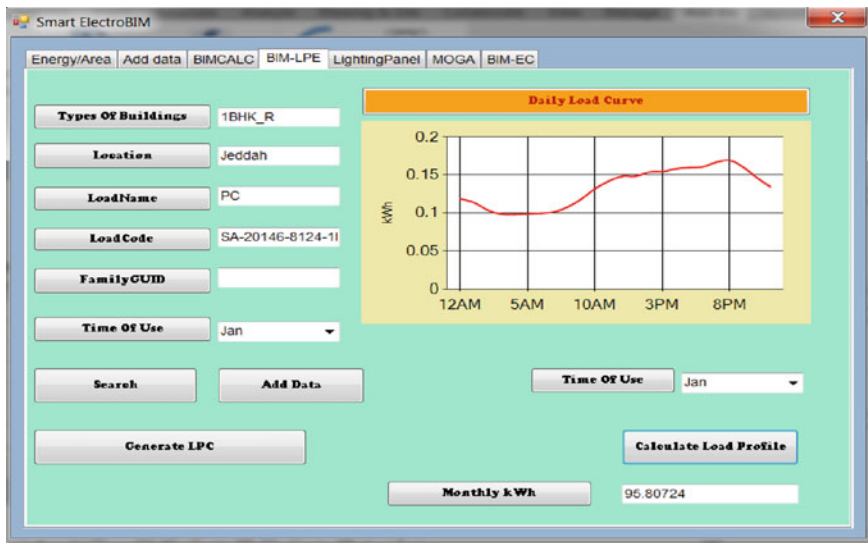 Smart ElectroBIM
Energy/Area Add data BIMCALC BIM-LPE LightingPanel MOGA BIM-EC
Types Of Buildings 1BHK_R
Location Jeddah
LoadName PC
LoadCode SA-20146-8124-1I
FamilyGUID
Time Of Use Jan
Search Add Data
Generate LPC
Daily Load Curve
kWh
0.2
0.15
0.1
0.05
0
12AM 5AM 10AM 3PM 8PM
Time Of Use Jan
Calculate Load Profile
Monthly kWh 95.80724